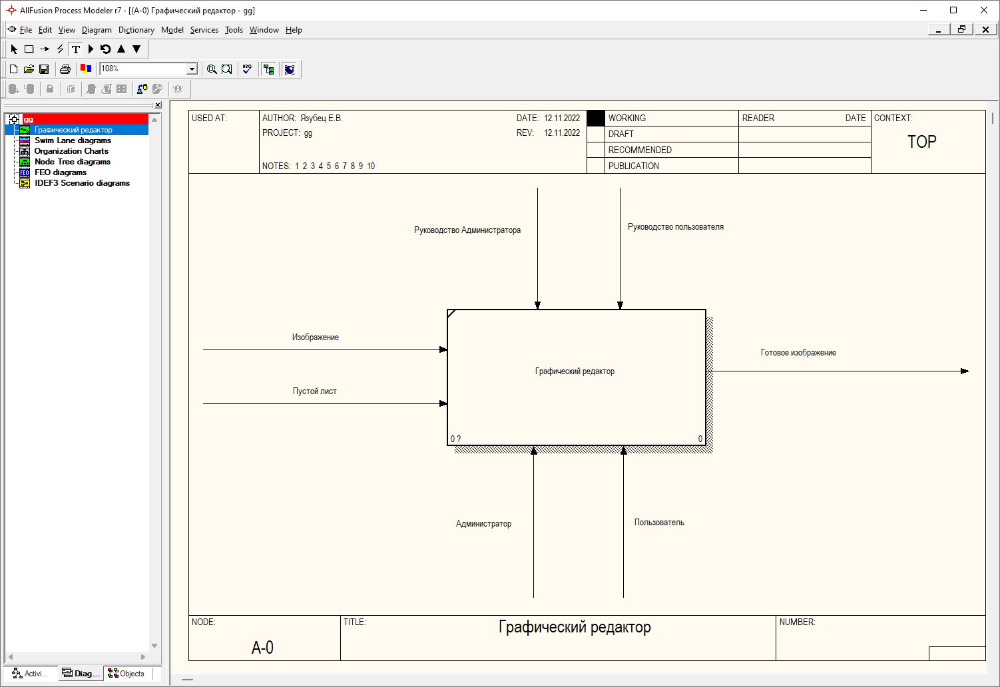 AllFusion Process Modeler r7 - [(A-0) Графический редактор - gg]
File Edit View Diagram Dictionary Model Services Tools Window Help
108%
gg
Графический редактор
Swim Lane diagrams
Organization Charts
Node Tree diagrams
FEO diagrams
IDEF3 Scenario diagrams
Activi... Diag... Objects
USED AT:
AUTHOR: Язубец Е.В.
DATE: 12.11.2022
PROJECT: gg
REV: 12.11.2022
NOTES: 1 2 3 4 5 6 7 8 9 10
WORKING
DRAFT
RECOMMENDED
PUBLICATION
READER DATE
CONTEXT:
TOP
Руководство Администратора
Руководство пользователя
Изображение
Готовое изображение
Графический редактор
Пустой лист
0 ? 0
Администратор
Пользователь
NODE:
A-0
TITLE:
Графический редактор
NUMBER: